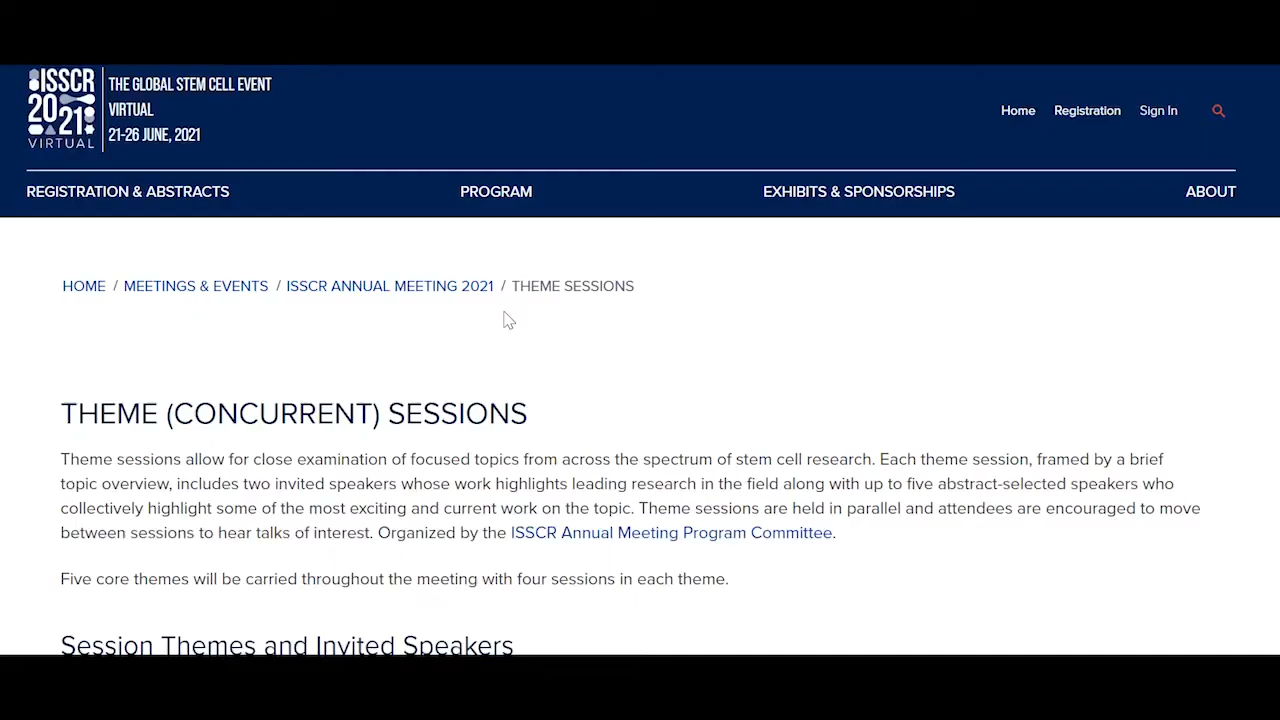 ISSCR
2021
VIRTUAL
THE GLOBAL STEM CELL EVENT
VIRTUAL
21-26 JUNE, 2021
Home Registration Sign In
REGISTRATION & ABSTRACTS PROGRAM EXHIBITS & SPONSORSHIPS ABOUT
HOME / MEETINGS & EVENTS / ISSCR ANNUAL MEETING 2021 / THEME SESSIONS
THEME (CONCURRENT) SESSIONS
Theme sessions allow for close examination of focused topics from across the spectrum of stem cell research. Each theme session, framed by a brief
topic overview, includes two invited speakers whose work highlights leading research in the field along with up to five abstract-selected speakers who
collectively highlight some of the most exciting and current work on the topic. Theme sessions are held in parallel and attendees are encouraged to move
between sessions to hear talks of interest. Organized by the ISSCR Annual Meeting Program Committee.
Five core themes will be carried throughout the meeting with four sessions in each theme.
Session Themes and Invited Speakers